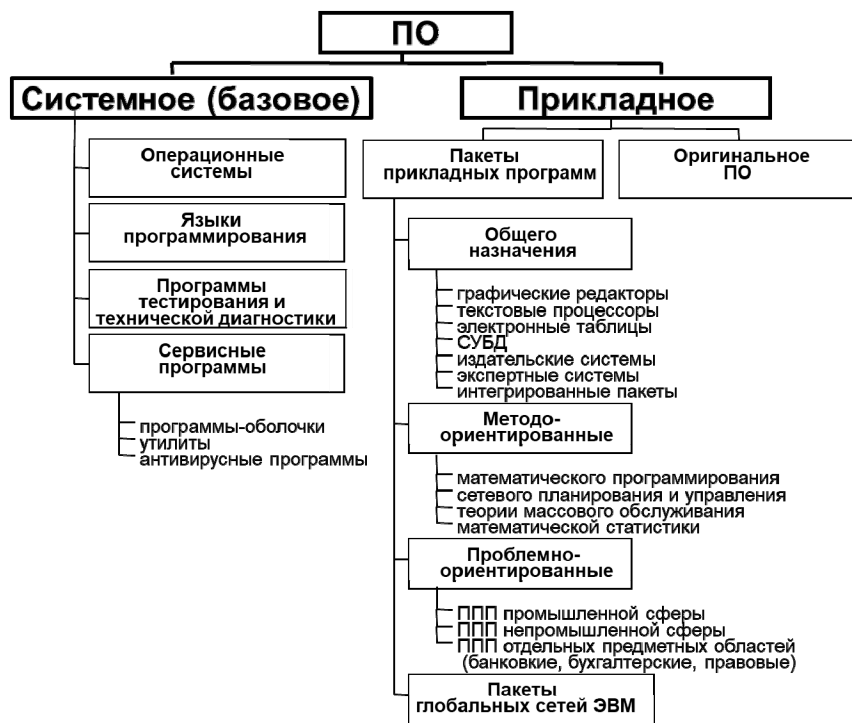 ПО
Системное (базовое)
Операционные
системы
Языки
программирования
Программы
тестирования и
технической диагностики
Сервисные
программы
программы-оболочки
утилиты
антивирусные программы
Прикладное
Пакеты
прикладных программ
Оригинальное
ПО
Общего
назначения
графические редакторы
текстовые процессоры
электронные таблицы
СУБД
издательские системы
экспертные системы
интегрированные пакеты
Методо-
ориентированные
математического программирования
сетевого планирования и управления
теории массового обслуживания
математической статистики
Проблемно-
ориентированные
ППП промышленной сферы
ППП непромышленной сферы
ППП отдельных предметных областей
(банковкие, бухгалтерские, правовые)
Пакеты
глобальных сетей ЭВМ